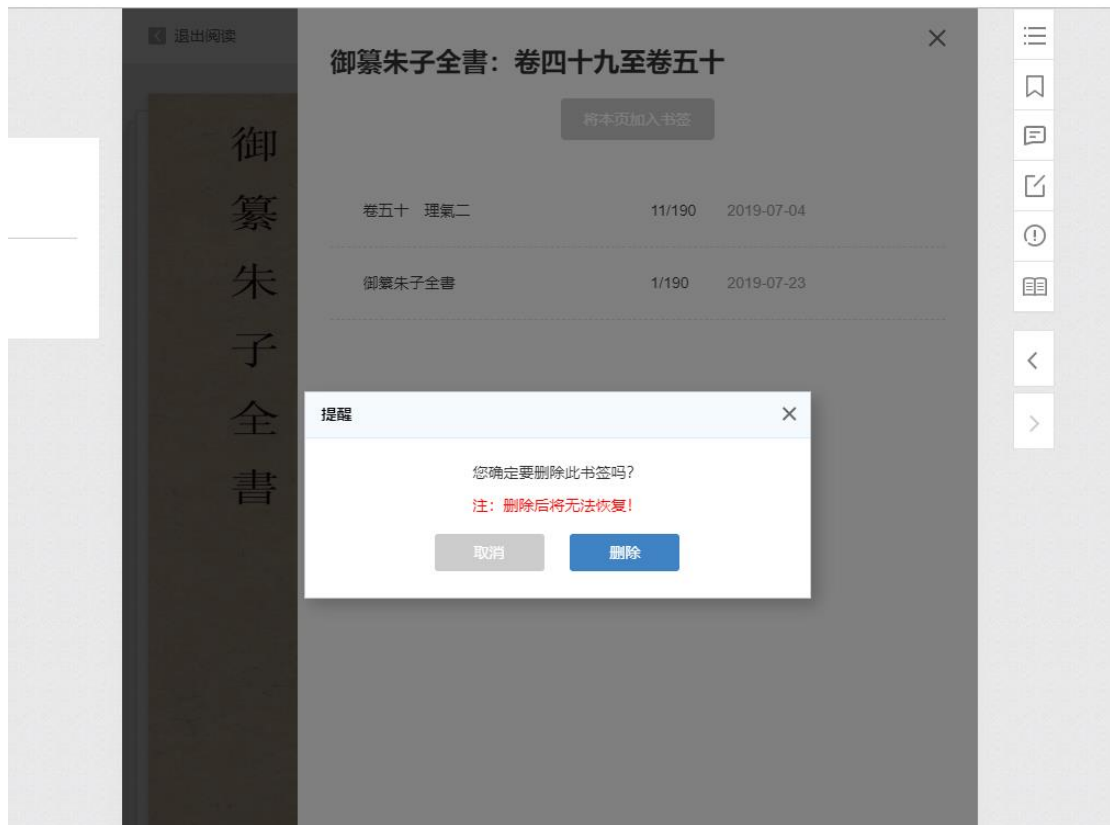 退出阅读
御纂朱子全書：卷四十九至卷五十
将本页加入书签
卷五十 理氣二 11/190 2019-07-04
御篹朱子全書 1/190 2019-07-23
御纂朱子全書
提醒
您确定要删除此书签吗？
注：删除后将无法恢复！
取消 删除